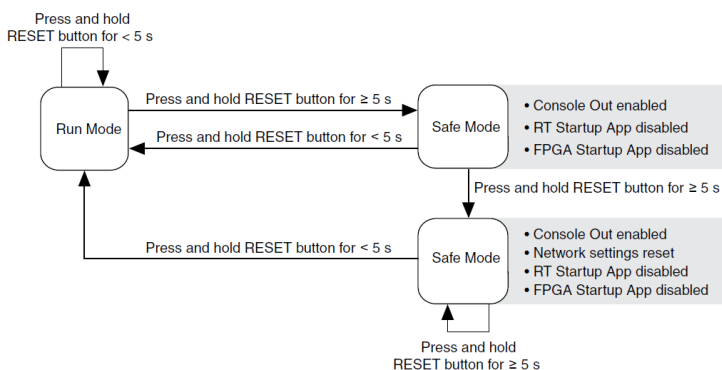 Press and hold
RESET button for < 5 s
Run Mode
Press and hold RESET button for ≥ 5 s
Press and hold RESET button for < 5 s
Safe Mode
• Console Out enabled
• RT Startup App disabled
• FPGA Startup App disabled
Press and hold RESET button for ≥ 5 s
Press and hold RESET button for < 5 s
Safe Mode
• Console Out enabled
• Network settings reset
• RT Startup App disabled
• FPGA Startup App disabled
Press and hold
RESET button for ≥ 5 s